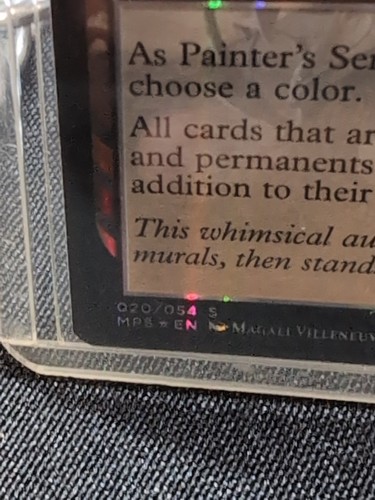 As Painter's Ser
choose a color.
All cards that ar
and permanents
addition to their
This whimsical au
murals, then stand
020/054 S
MPS ★ EN MAGALI VILLENEUV